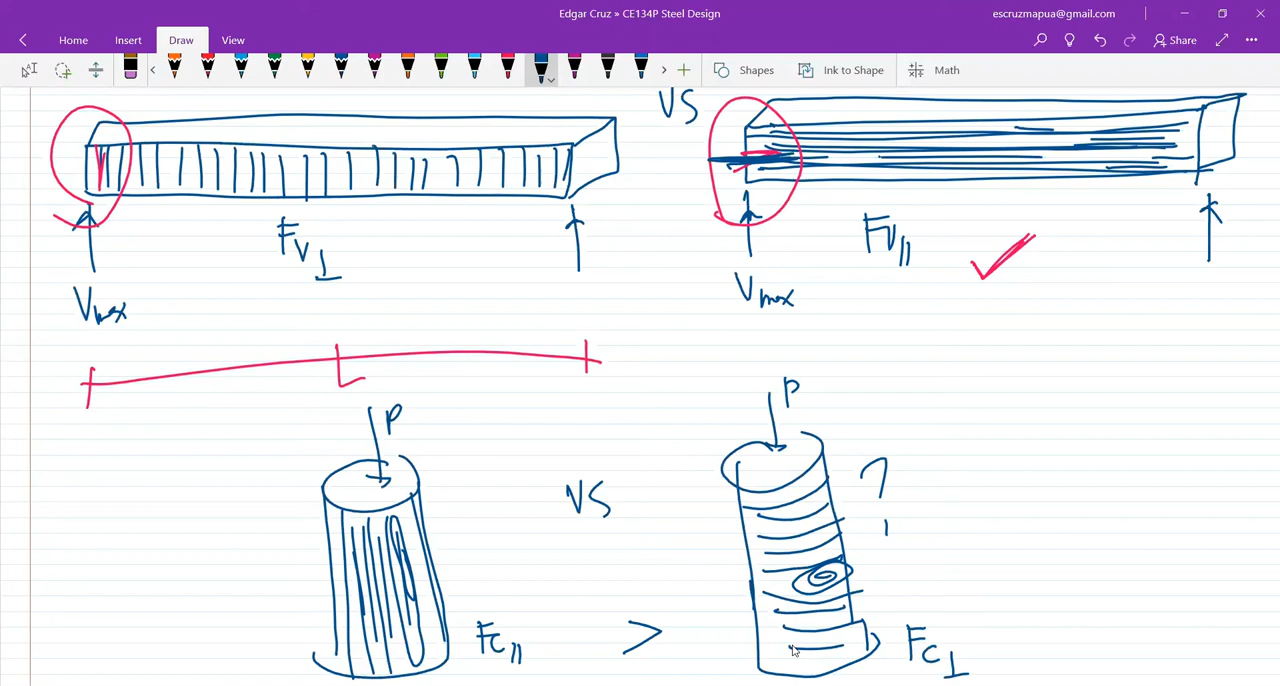 Edgar Cruz » CE134P Steel Design
escruzmapua@gmail.com
Home Insert Draw View
Share
Shapes Ink to Shape Math
VS
FV⊥
FV//
Vmax
Vmax
L
P
P
VS
?
FC//
>
FC⊥